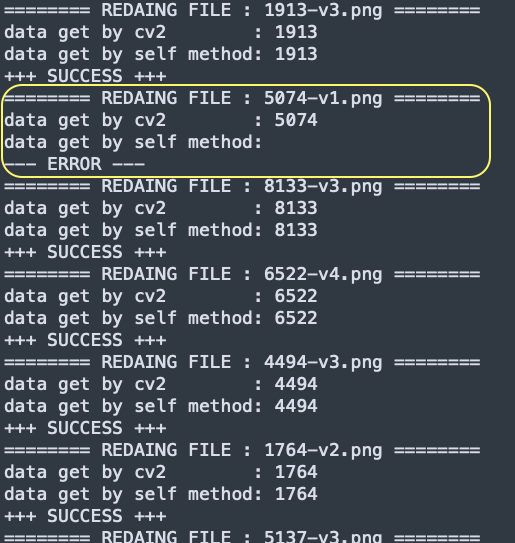 ======== REDAING FILE : 1913-v3.png ========
data get by cv2        : 1913
data get by self method: 1913
+++ SUCCESS +++
======== REDAING FILE : 5074-v1.png ========
data get by cv2        : 5074
data get by self method:
--- ERROR ---
======== REDAING FILE : 8133-v3.png ========
data get by cv2        : 8133
data get by self method: 8133
+++ SUCCESS +++
======== REDAING FILE : 6522-v4.png ========
data get by cv2        : 6522
data get by self method: 6522
+++ SUCCESS +++
======== REDAING FILE : 4494-v3.png ========
data get by cv2        : 4494
data get by self method: 4494
+++ SUCCESS +++
======== REDAING FILE : 1764-v2.png ========
data get by cv2        : 1764
data get by self method: 1764
+++ SUCCESS +++
======== REDAING FILE : 5137-v3.png ========